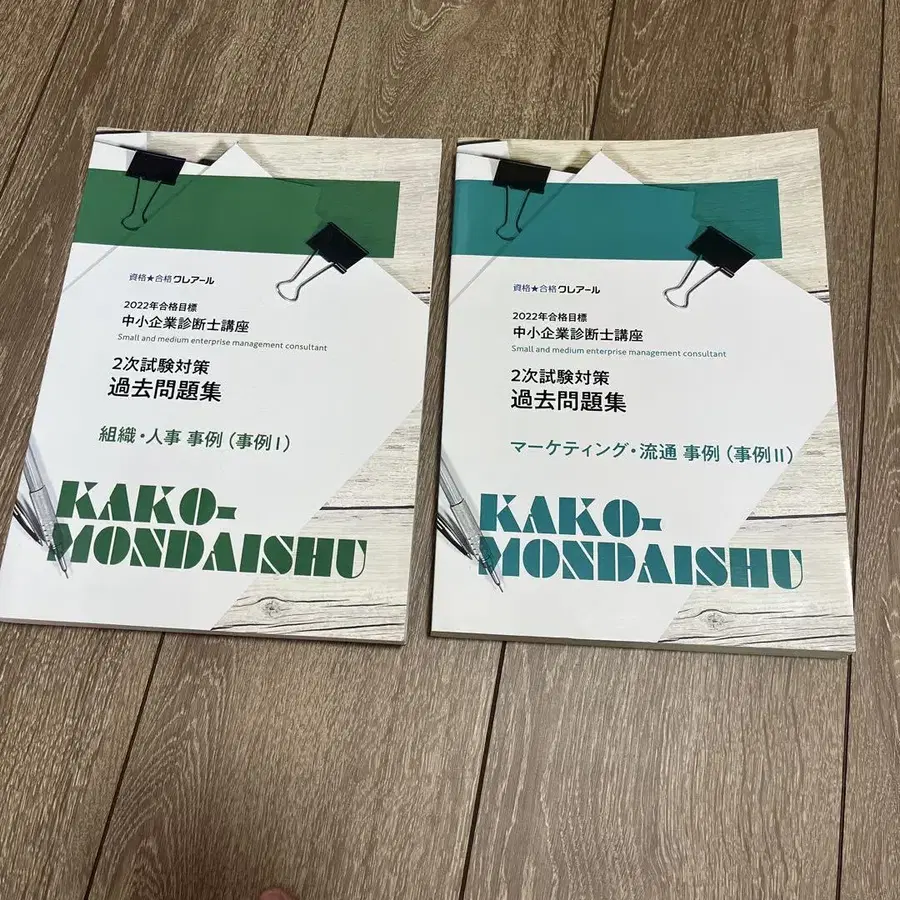 資格★合格クレアール
2022年合格目標
中小企業診断士講座
Small and medium enterprise management consultant
2次試験対策
過去問題集
組織・人事 事例（事例Ⅰ）
KAKO-
MONDAISHU
資格★合格クレアール
2022年合格目標
中小企業診断士講座
Small and medium enterprise management consultant
2次試験対策
過去問題集
マーケティング・流通 事例（事例Ⅱ）
KAKO-
MONDAISHU